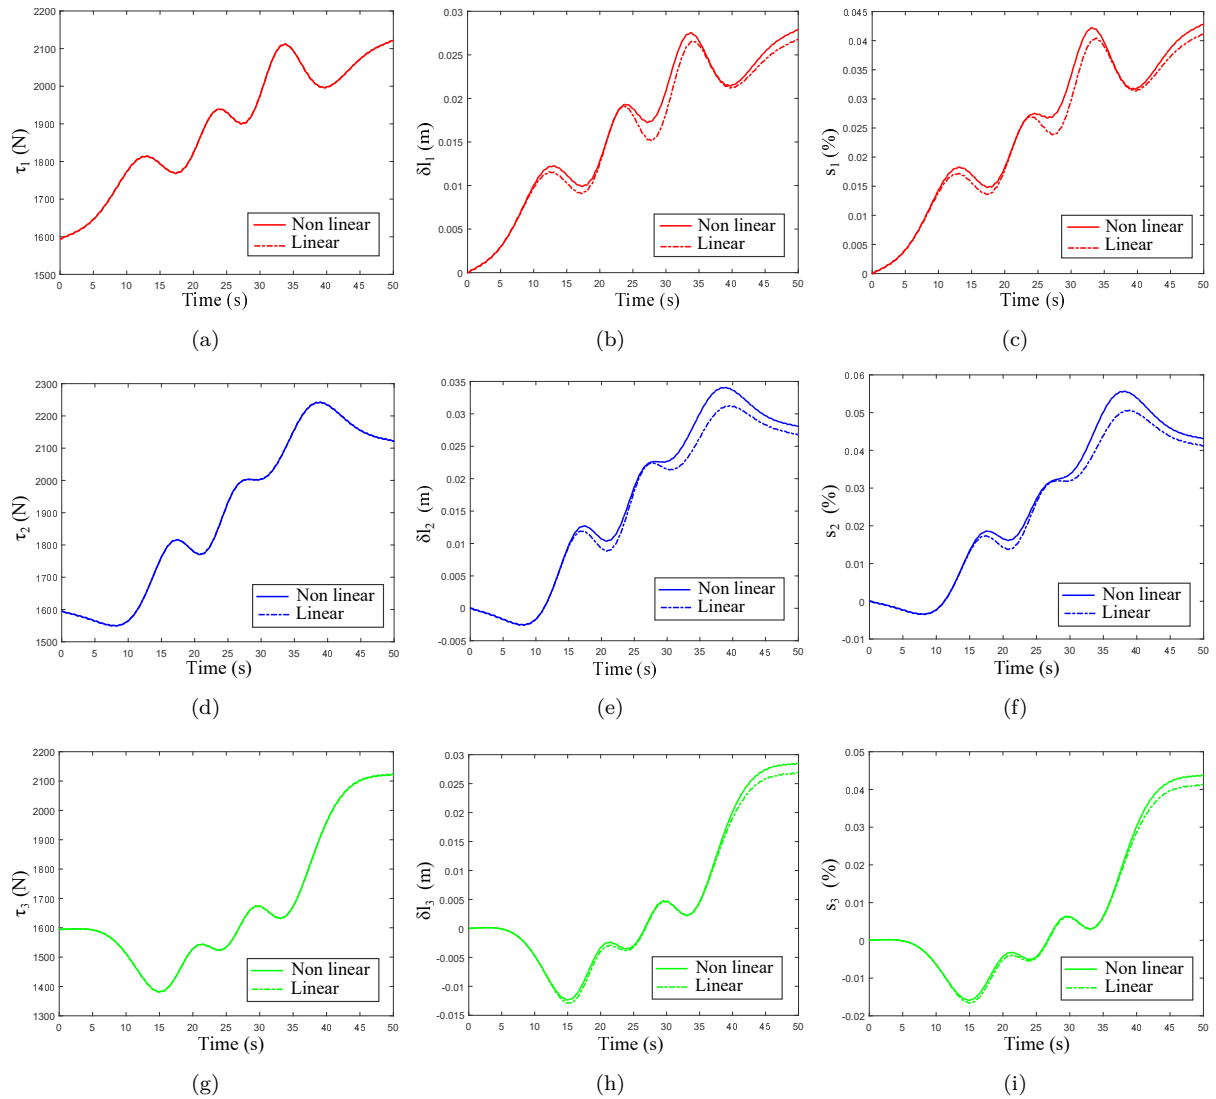 2200
2100
2000
1900
1800
1700
1600
1500
τ1 (N)
0 5 10 15 20 25 30 35 40 45 50
Time (s)
Non linear
Linear
(a)
0.03
0.025
0.02
0.015
0.01
0.005
0
δl1 (m)
0 5 10 15 20 25 30 35 40 45 50
Time (s)
Non linear
Linear
(b)
0.045
0.04
0.035
0.03
0.025
0.02
0.015
0.01
0.005
0
s1 (%)
0 5 10 15 20 25 30 35 40 45 50
Time (s)
Non linear
Linear
(c)
2300
2200
2100
2000
1900
1800
1700
1600
1500
τ2 (N)
0 5 10 15 20 25 30 35 40 45 50
Time (s)
Non linear
Linear
(d)
0.035
0.03
0.025
0.02
0.015
0.01
0.005
0
-0.005
δl2 (m)
0 5 10 15 20 25 30 35 40 45 50
Time (s)
Non linear
Linear
(e)
0.06
0.05
0.04
0.03
0.02
0.01
0
-0.01
s2 (%)
0 5 10 15 20 25 30 35 40 45 50
Time (s)
Non linear
Linear
(f)
2200
2100
2000
1900
1800
1700
1600
1500
1400
1300
τ3 (N)
0 5 10 15 20 25 30 35 40 45 50
Time (s)
Non linear
Linear
(g)
0.03
0.025
0.02
0.015
0.01
0.005
0
-0.005
-0.01
-0.015
δl3 (m)
0 5 10 15 20 25 30 35 40 45 50
Time (s)
Non linear
Linear
(h)
0.05
0.04
0.03
0.02
0.01
0
-0.01
-0.02
s3 (%)
0 5 10 15 20 25 30 35 40 45 50
Time (s)
Non linear
Linear
(i)